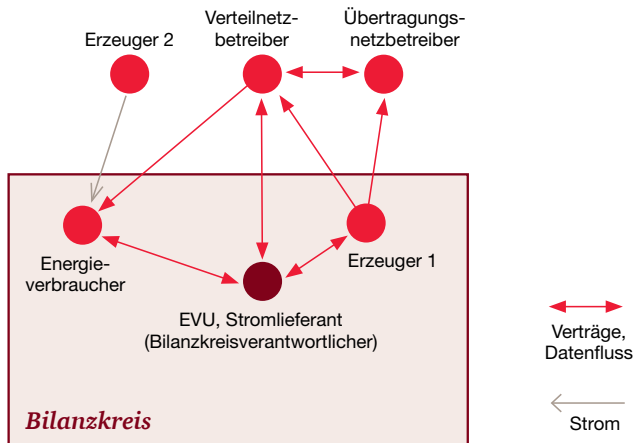 Erzeuger 2
Verteilnetz-
betreiber
Übertragungs-
netzbetreiber
Energie-
verbraucher
Erzeuger 1
EVU, Stromlieferant
(Bilanzkreisverantwortlicher)
Bilanzkreis
Verträge,
Datenfluss
Strom